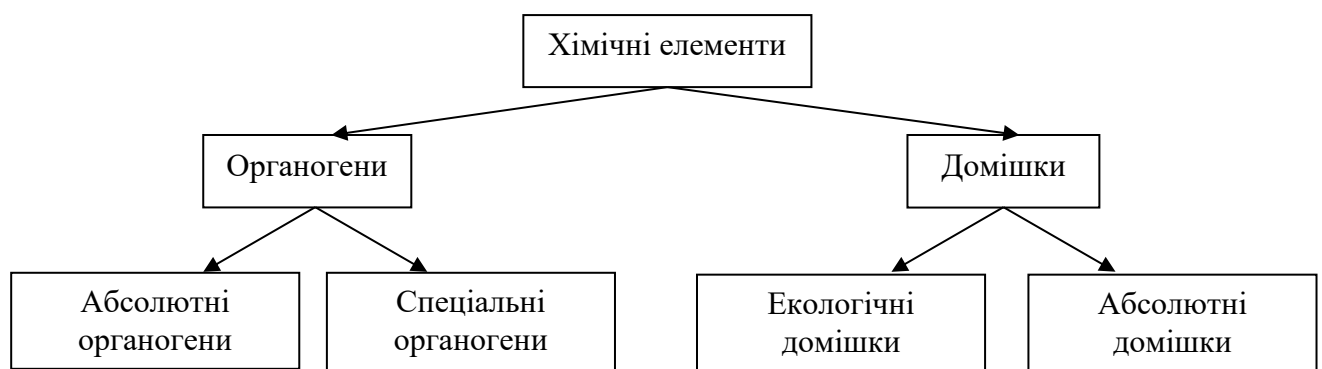 Хімічні елементи
Органогени
Домішки
Абсолютні
органогени
Спеціальні
органогени
Екологічні
домішки
Абсолютні
домішки